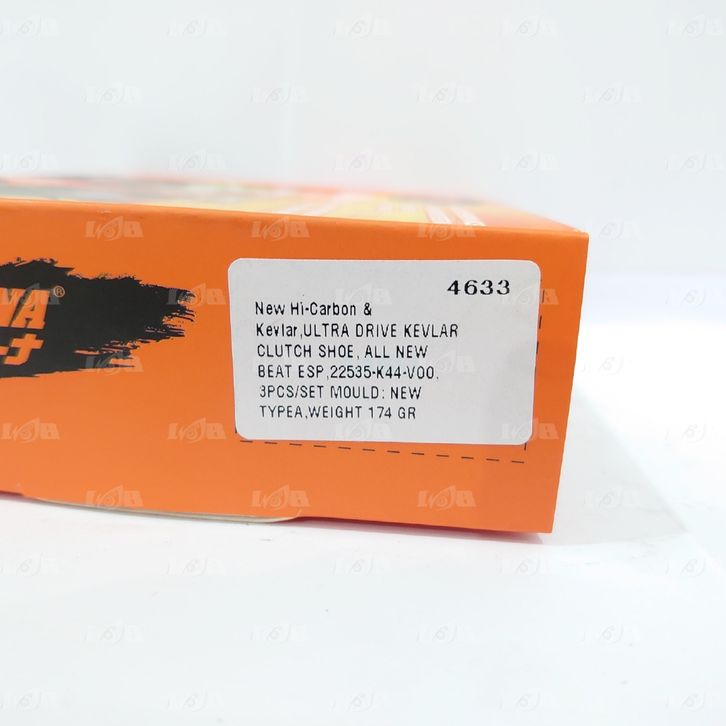 4633
New Hi-Carbon &
Kevlar,ULTRA DRIVE KEVLAR
CLUTCH SHOE, ALL NEW
BEAT ESP,22535-K44-V00,
3PCS/SET MOULD: NEW
TYPEA,WEIGHT 174 GR